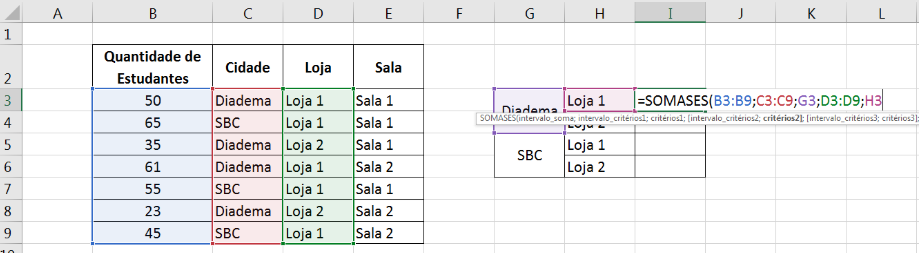 A B C D E F G H I J K L
1
2 Quantidade de Estudantes Cidade Loja Sala
3 50 Diadema Loja 1 Sala 1 Diadema Loja 1 =SOMASES(B3:B9;C3:C9;G3;D3:D9;H3
SOMASES(intervalo_soma; intervalo_critérios1; critérios1; [intervalo_critérios2; critérios2]; [intervalo_critérios3; critérios3];
4 65 SBC Loja 1 Sala 1 Loja 2
5 35 Diadema Loja 2 Sala 1 SBC Loja 1
6 61 Diadema Loja 1 Sala 2 Loja 2
7 55 SBC Loja 1 Sala 1
8 23 Diadema Loja 2 Sala 2
9 45 SBC Loja 2 Sala 2